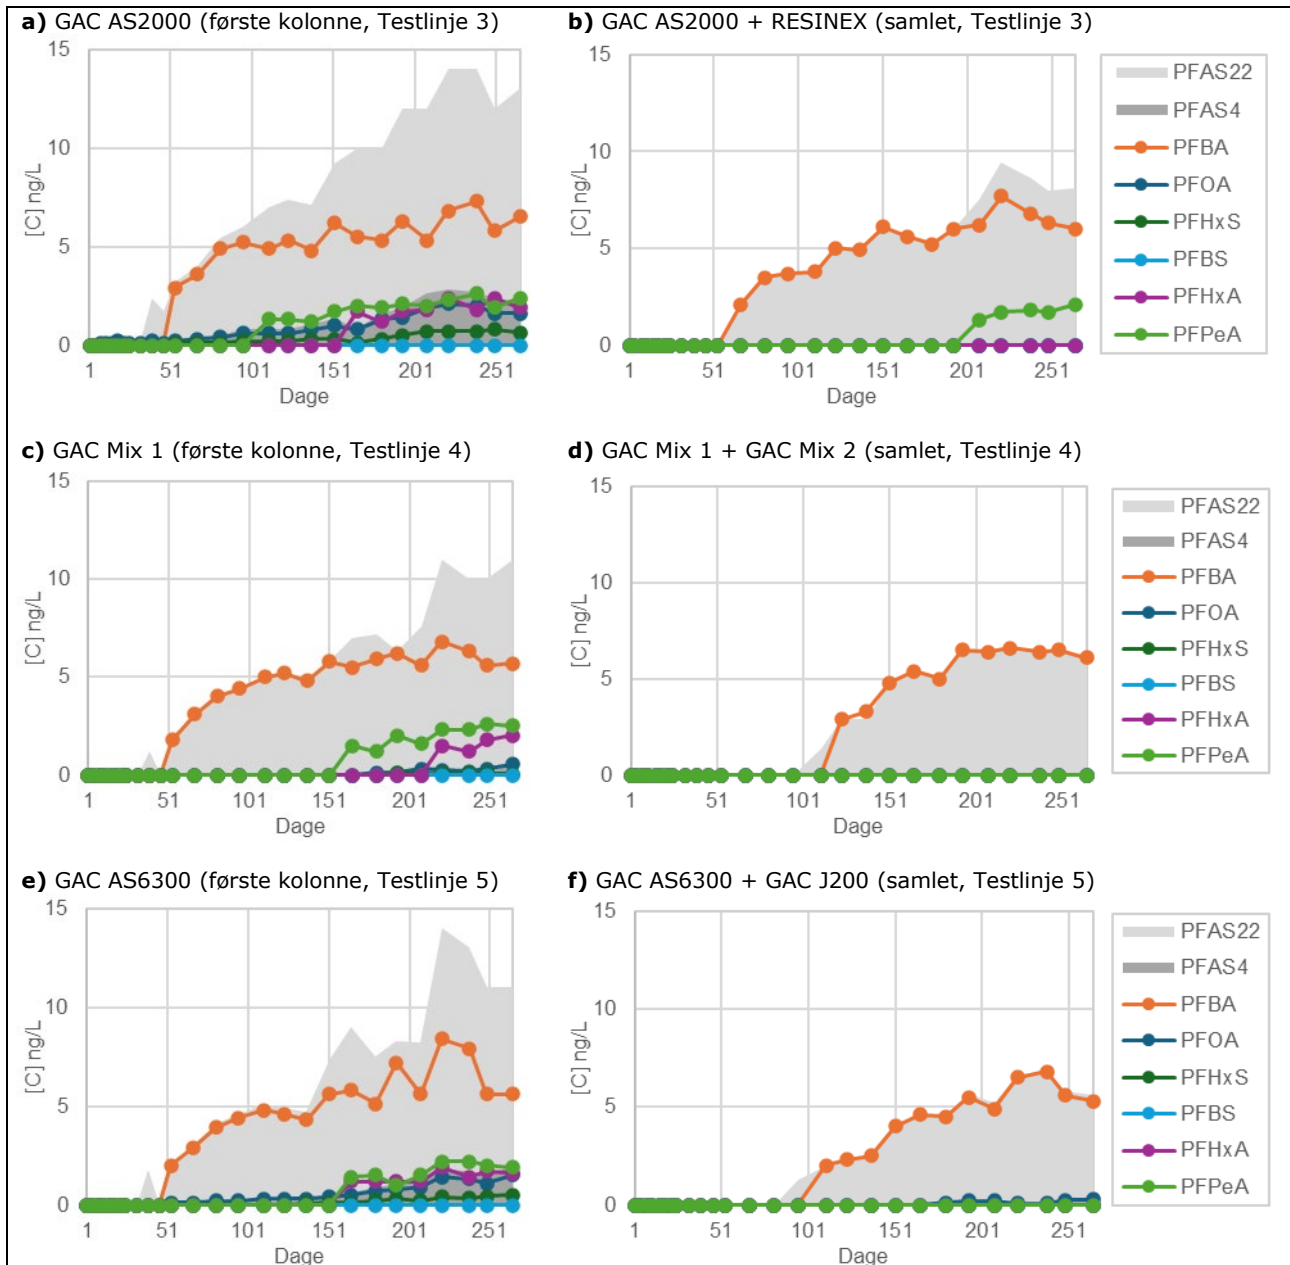 a) GAC AS2000 (første kolonne, Testlinje 3)
15
10
5
0
[C] ng/L
1 51 101 151 201 251
Dage
b) GAC AS2000 + RESINEX (samlet, Testlinje 3)
15
10
5
0
1 51 101 151 201 251
Dage
PFAS22
PFAS4
PFBA
PFOA
PFHxS
PFBS
PFHxA
PFPeA
c) GAC Mix 1 (første kolonne, Testlinje 4)
15
10
5
0
[C] ng/L
1 51 101 151 201 251
Dage
d) GAC Mix 1 + GAC Mix 2 (samlet, Testlinje 4)
15
10
5
0
1 51 101 151 201 251
Dage
PFAS22
PFAS4
PFBA
PFOA
PFHxS
PFBS
PFHxA
PFPeA
e) GAC AS6300 (første kolonne, Testlinje 5)
15
10
5
0
[C] ng/L
1 51 101 151 201 251
Dage
f) GAC AS6300 + GAC J200 (samlet, Testlinje 5)
15
10
5
0
1 51 101 151 201 251
Dage
PFAS22
PFAS4
PFBA
PFOA
PFHxS
PFBS
PFHxA
PFPeA